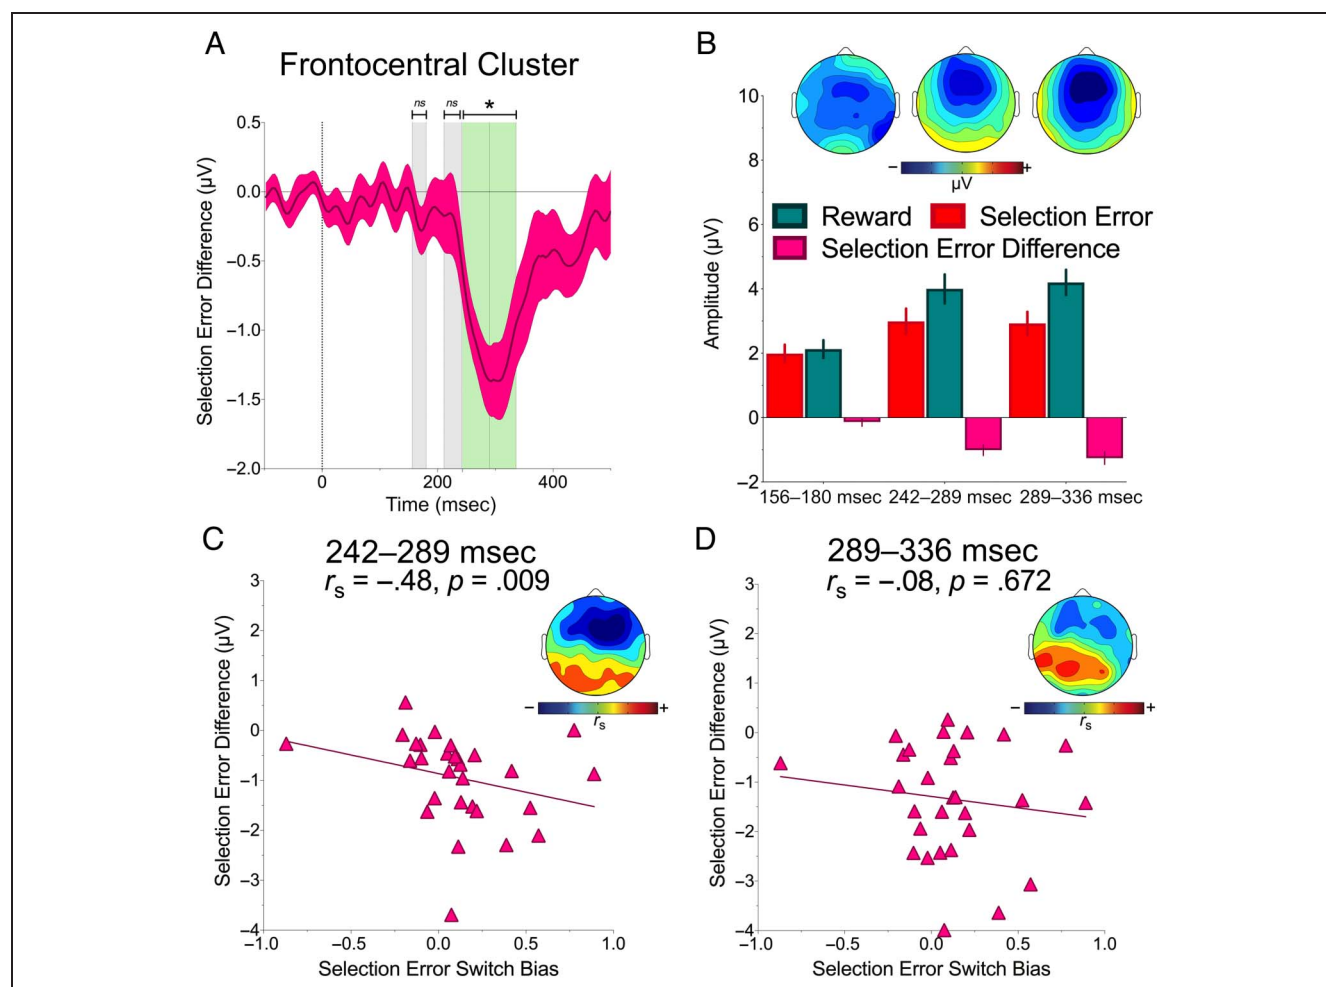 A
Frontocentral Cluster
ns
ns
*
0.5
0.0
−0.5
−1.0
−1.5
−2.0
Selection Error Difference (µV)
0
200
400
Time (msec)
B
−
+
µV
Reward
Selection Error
Selection Error Difference
10
8
6
4
2
0
−2
Amplitude (µV)
156–180 msec
242–289 msec
289–336 msec
C
242–289 msec
rs = −.48, p = .009
−
+
rs
3
2
1
0
−1
−2
−3
−4
Selection Error Difference (µV)
−1.0
−0.5
0.0
0.5
1.0
Selection Error Switch Bias
D
289–336 msec
rs = −.08, p = .672
−
+
rs
3
2
1
0
−1
−2
−3
−4
Selection Error Difference (µV)
−1.0
−0.5
0.0
0.5
1.0
Selection Error Switch Bias